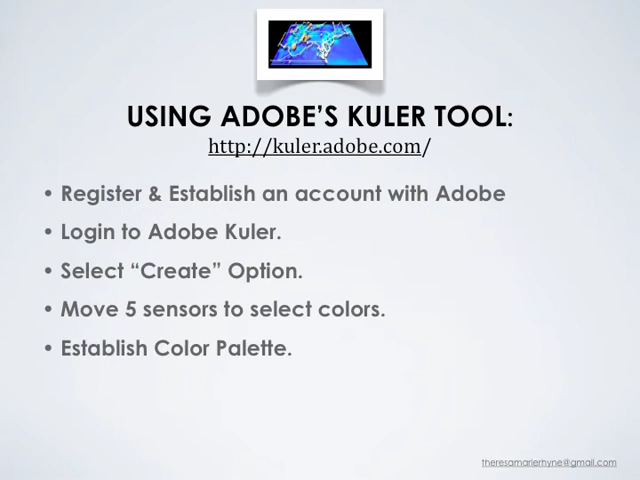 USING ADOBE’S KULER TOOL:
http://kuler.adobe.com/
• Register & Establish an account with Adobe
• Login to Adobe Kuler.
• Select “Create” Option.
• Move 5 sensors to select colors.
• Establish Color Palette.
theresamarierhyne@gmail.com